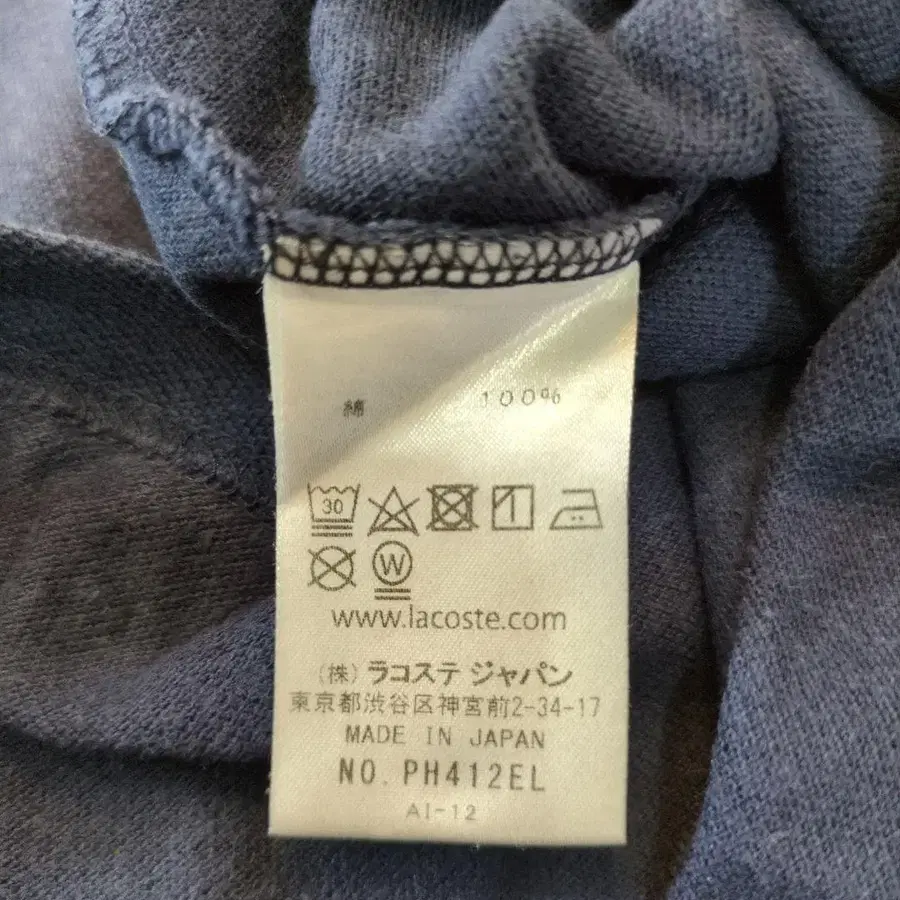 綿 100%
30
W
www.lacoste.com
(株) ラコステ ジャパン
東京都渋谷区神宮前2-34-17
MADE IN JAPAN
NO. PH412EL
AI-12